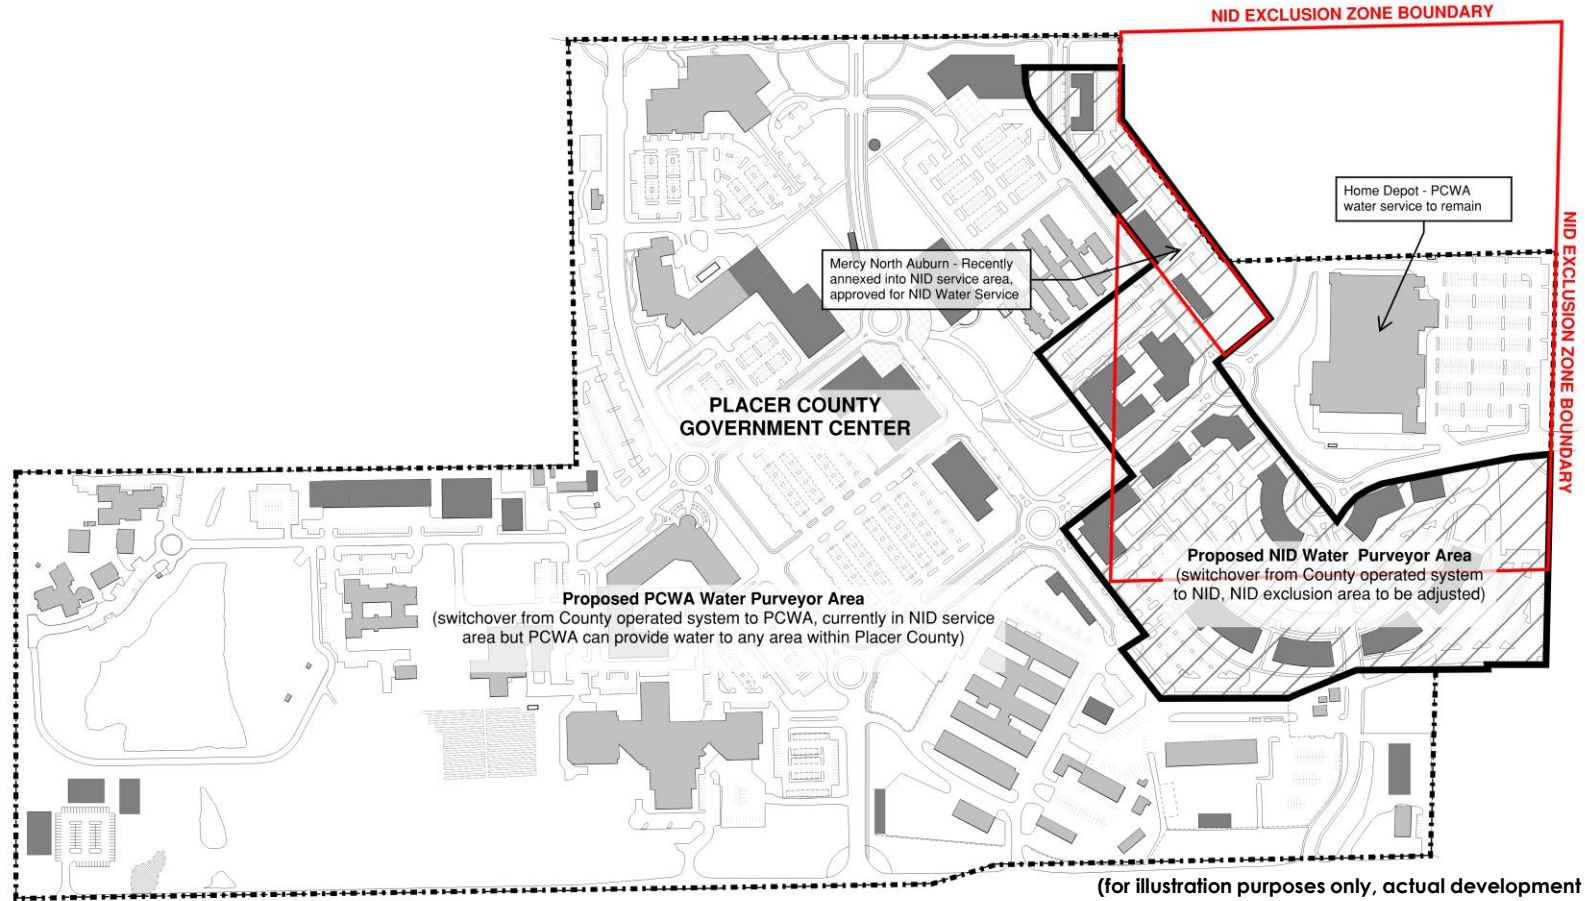 NID EXCLUSION ZONE BOUNDARY
Home Depot - PCWA
water service to remain
NID EXCLUSION ZONE BOUNDARY
Mercy North Auburn - Recently
annexed into NID service area,
approved for NID Water Service
PLACER COUNTY
GOVERNMENT CENTER
Proposed NID Water Purveyor Area
(switchover from County operated system
to NID, NID exclusion area to be adjusted)
Proposed PCWA Water Purveyor Area
(switchover from County operated system to PCWA, currently in NID service
area but PCWA can provide water to any area within Placer County)
(for illustration purposes only, actual development